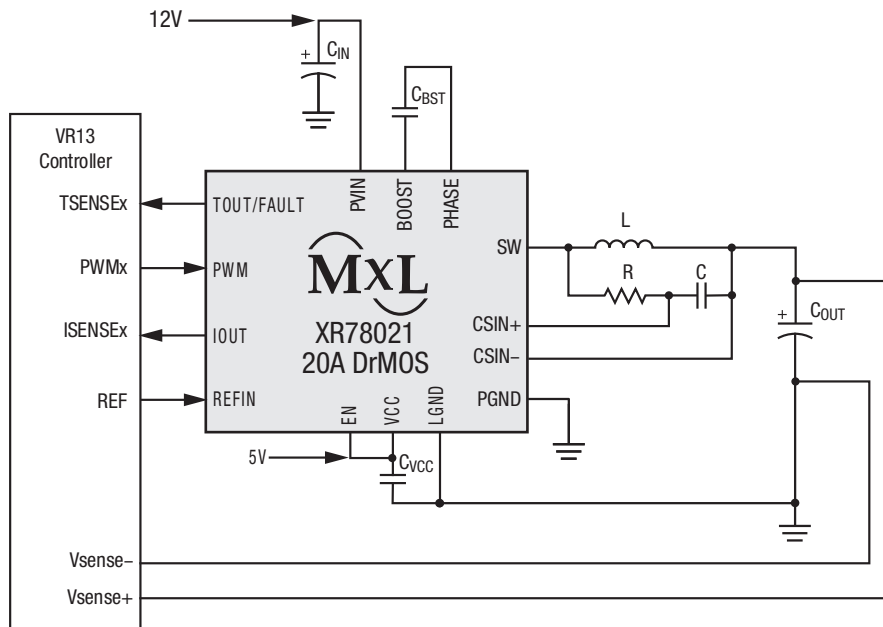 12V
+
CIN
CBST
VR13
Controller
TSENSEx
PWMx
ISENSEx
REF
Vsense−
Vsense+
TOUT/FAULT
PWM
IOUT
REFIN
PVIN
BOOST
PHASE
MxL
XR78021
20A DrMOS
EN
VCC
LGND
SW
CSIN+
CSIN−
PGND
L
R
C
+
COUT
5V
CVCC